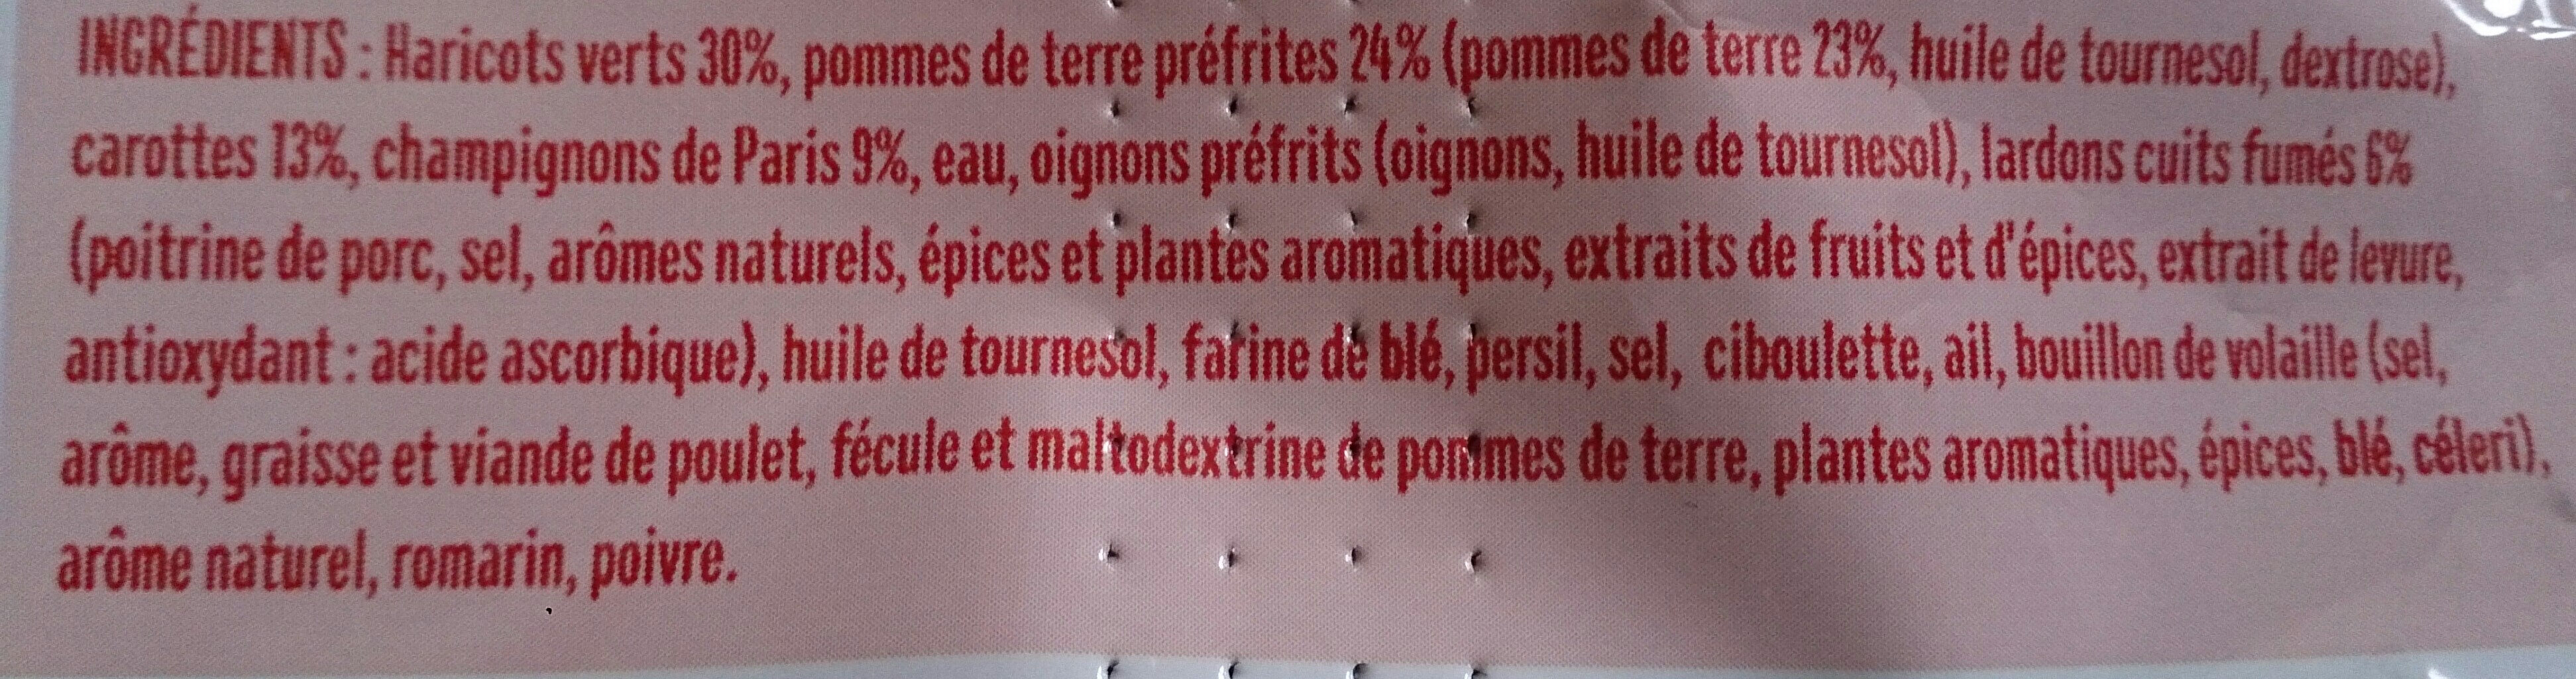 INGRÉDIENTS : Haricots verts 30%, pommes de terre préfrites 24% (pommes de terre 23%, huile de tournesol, dextrose),
carottes 13%, champignons de Paris 9%, eau, oignons préfrits (oignons, huile de tournesol), lardons cuits fumés 6%
(poitrine de porc, sel, arômes naturels, épices et plantes aromatiques, extraits de fruits et d'épices, extrait de levure,
antioxydant : acide ascorbique), huile de tournesol, farine de blé, persil, sel, ciboulette, ail, bouillon de volaille (sel,
arôme, graisse et viande de poulet, fécule et maltodextrine de pommes de terre, plantes aromatiques, épices, blé, céleri),
arôme naturel, romarin, poivre.